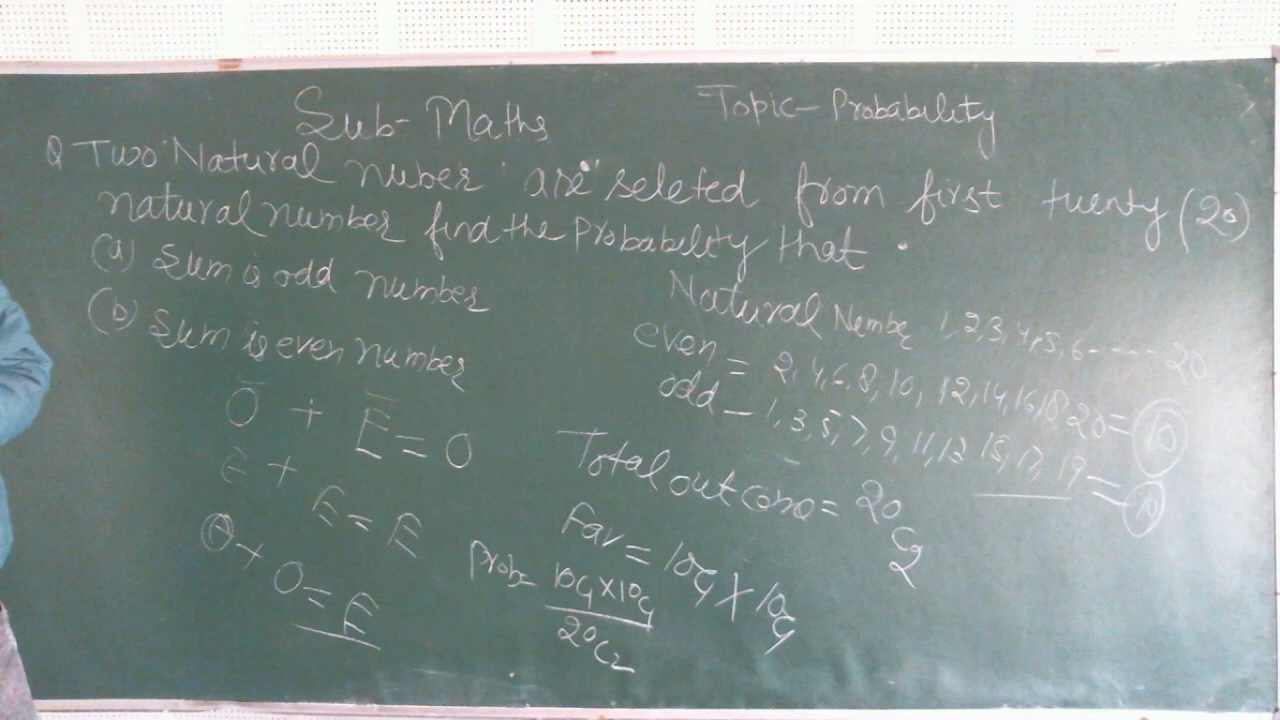 Sub- Maths
Topic- Probability
Q Two Natural nuber are seleted from first tuenty (20)
natural number find the probability that .
(a) Sum is odd number
(b) Sum is even number
Natural Nembe 1,2,3,4,5,6-----20
even = 2,4,6,8,10,12,14,16,18 20= 10
odd - 1,3,5,7,9,11,13 15,17,19 = 10
O + E = O
E + E = E
O + O = E
Total out come = 20C2
Fav = 10C1 X 10C1
Prob = 10C1 X 10C1
20C2